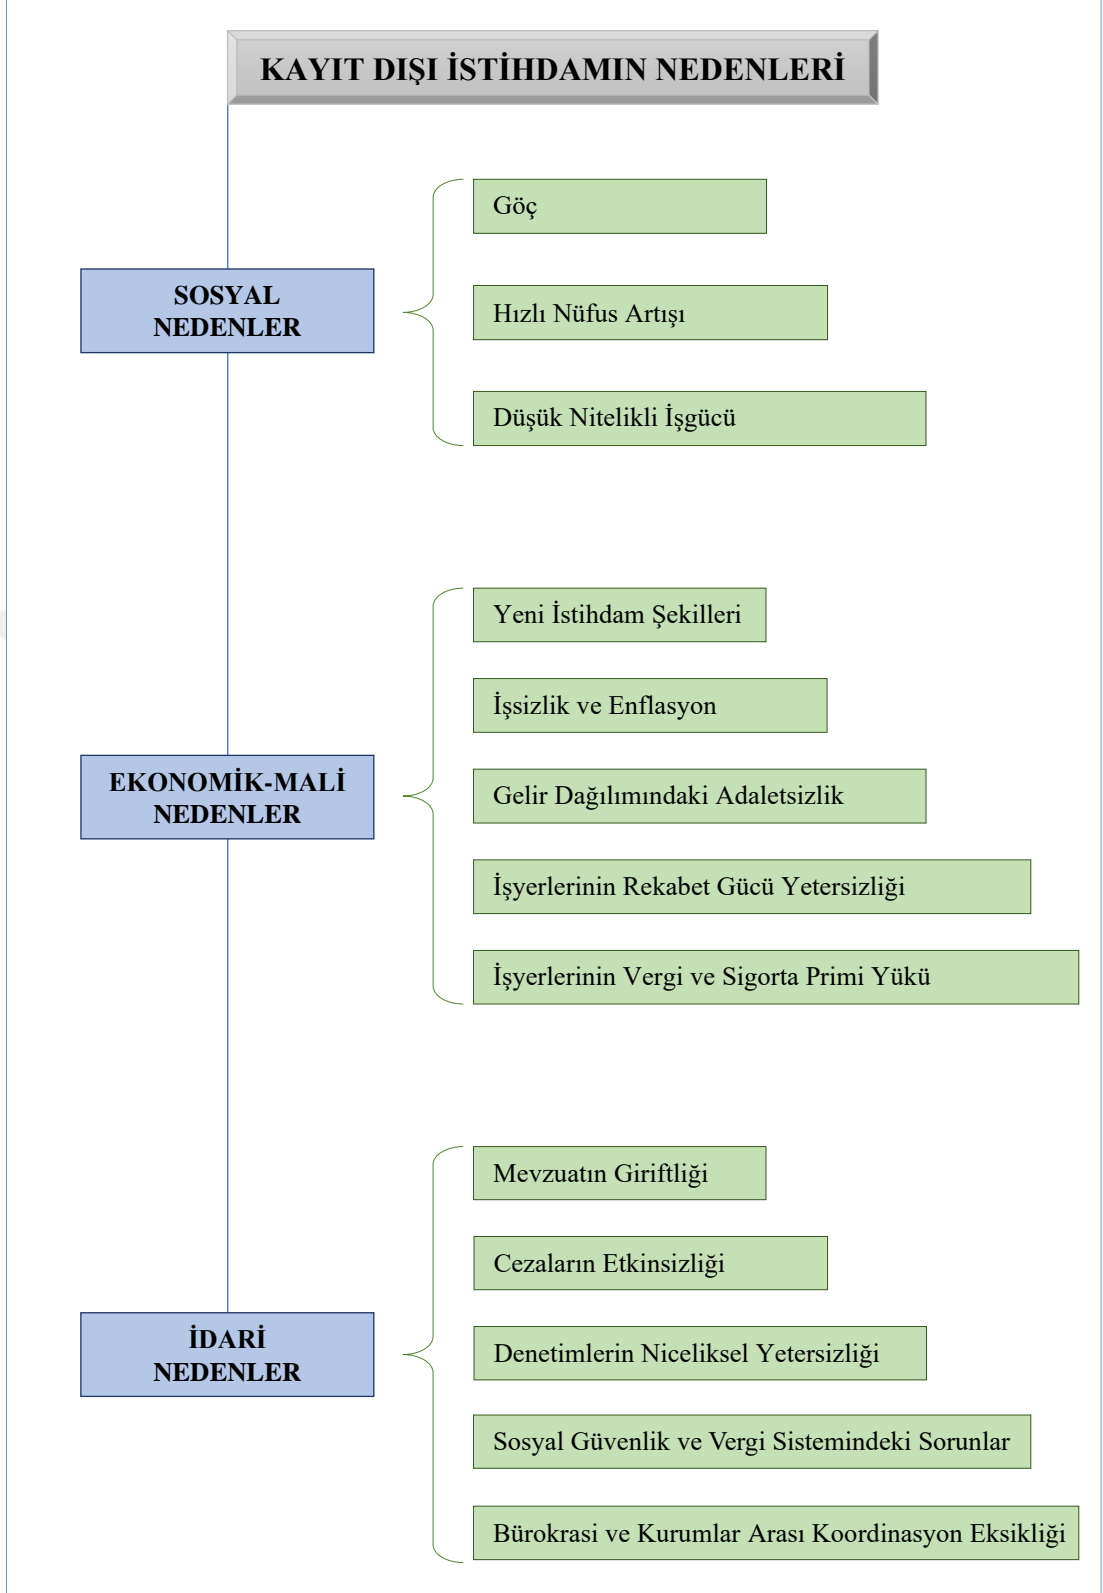 KAYIT DIŞI İSTİHDAMIN NEDENLERİ
SOSYAL
NEDENLER
Göç
Hızlı Nüfus Artışı
Düşük Nitelikli İşgücü
EKONOMİK-MALİ
NEDENLER
Yeni İstihdam Şekilleri
İşsizlik ve Enflasyon
Gelir Dağılımındaki Adaletsizlik
İşyerlerinin Rekabet Gücü Yetersizliği
İşyerlerinin Vergi ve Sigorta Primi Yükü
İDARİ
NEDENLER
Mevzuatın Giriftliği
Cezaların Etkinsizliği
Denetimlerin Niceliksel Yetersizliği
Sosyal Güvenlik ve Vergi Sistemindeki Sorunlar
Bürokrasi ve Kurumlar Arası Koordinasyon Eksikliği